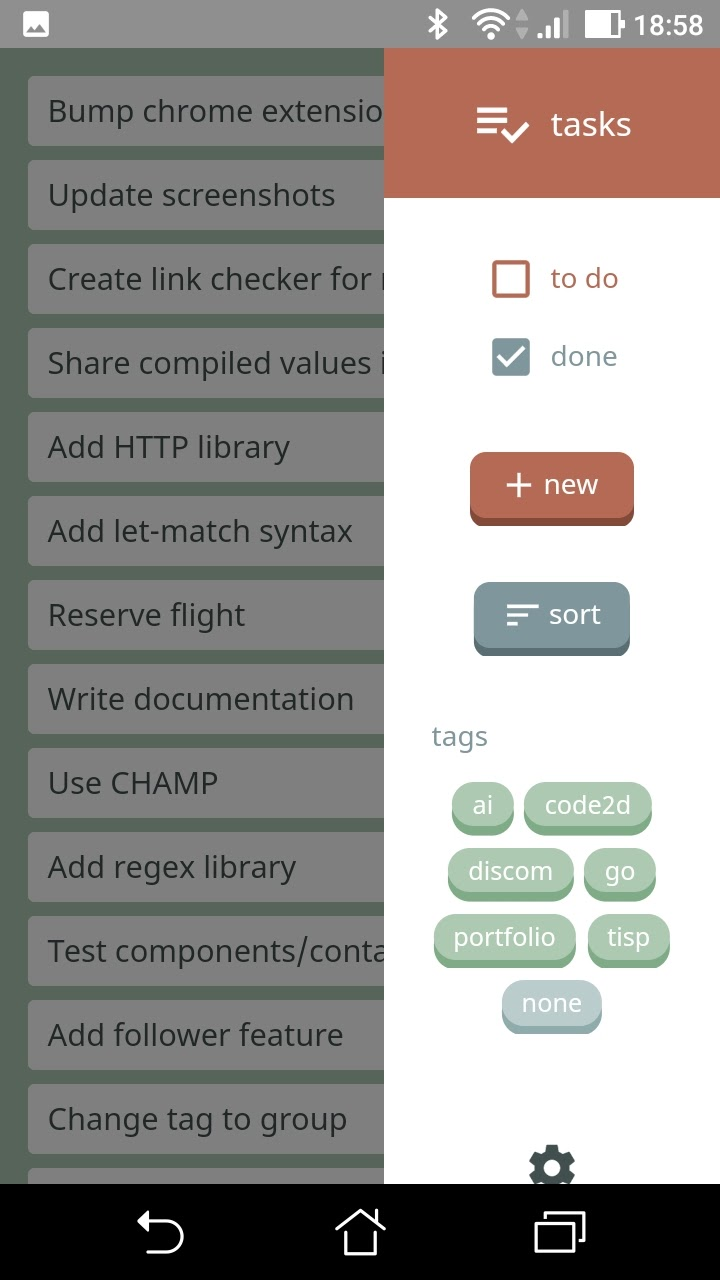 18:58
Bump chrome extensio
Update screenshots
Create link checker for
Share compiled values
Add HTTP library
Add let-match syntax
Reserve flight
Write documentation
Use CHAMP
Add regex library
Test components/conta
Add follower feature
Change tag to group
tasks
to do
done
+ new
sort
tags
ai code2d
discom go
portfolio tisp
none